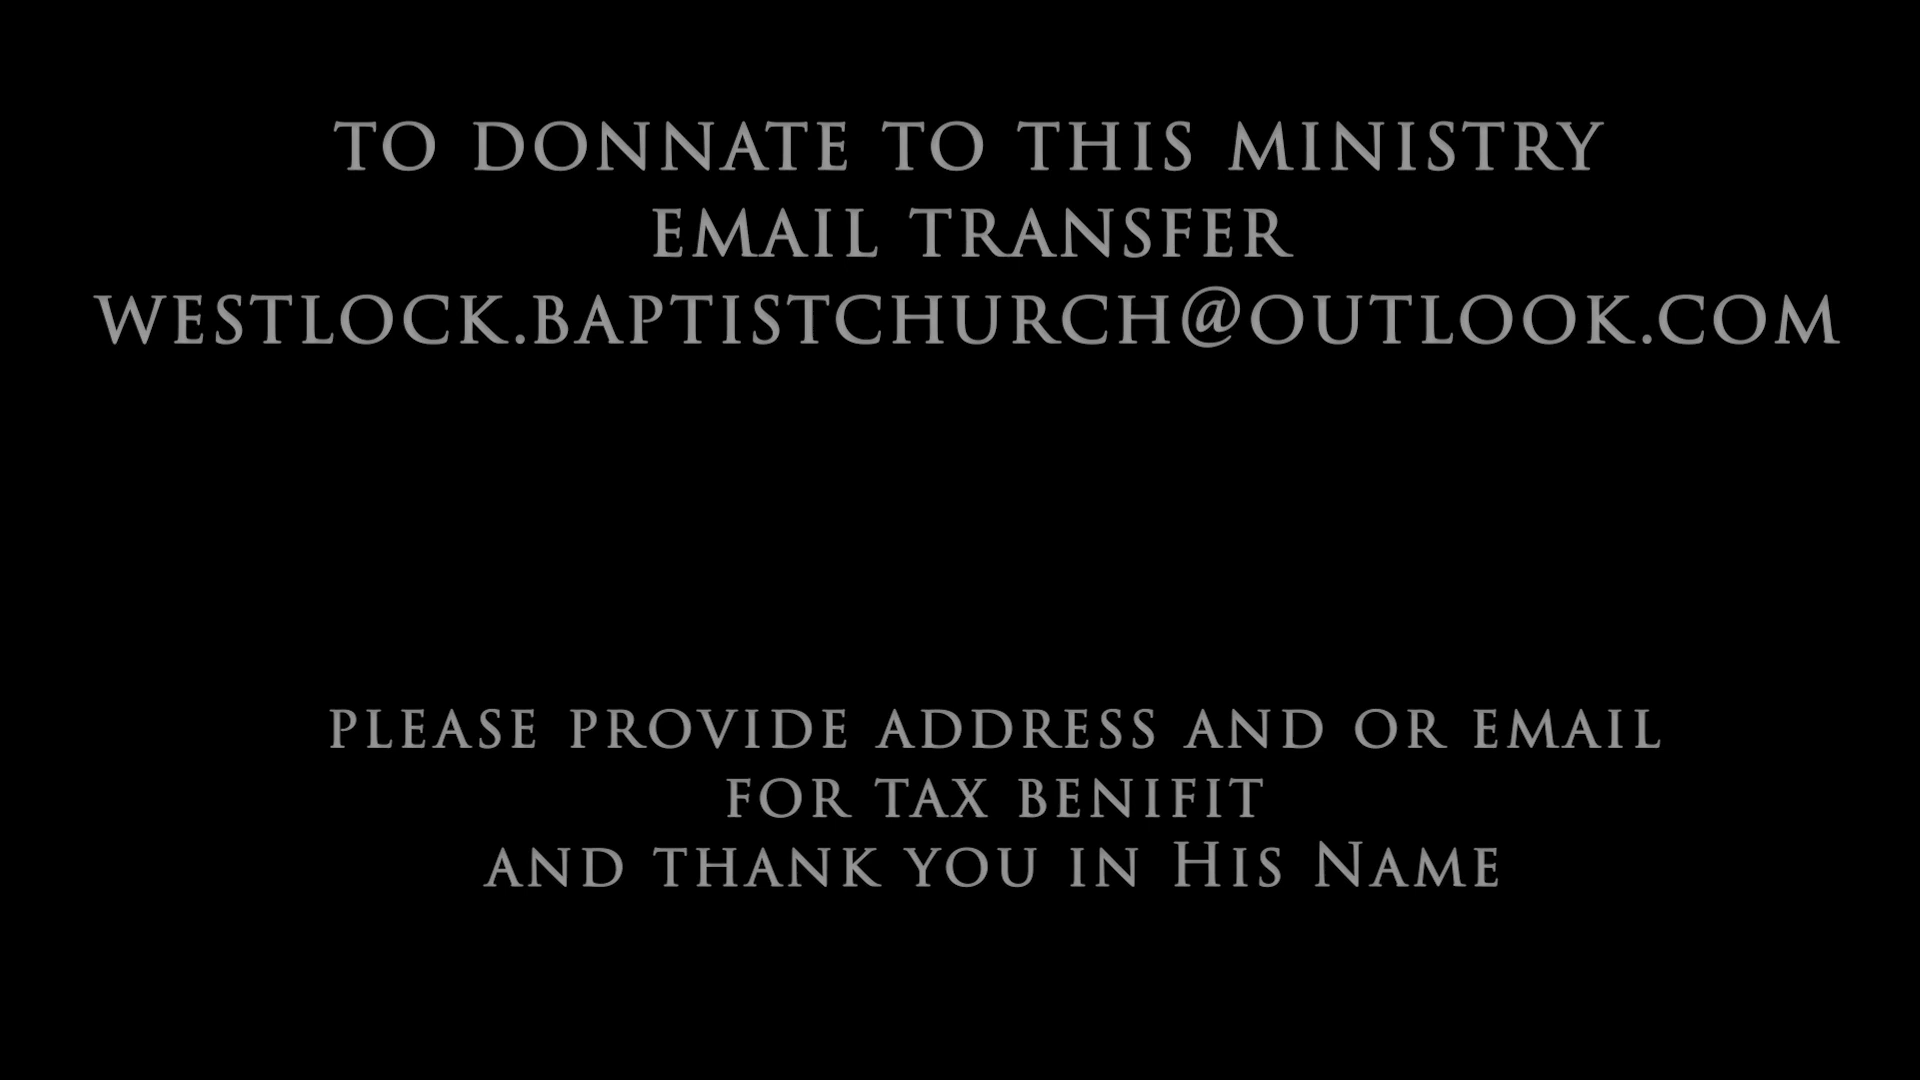 TO DONNATE TO THIS MINISTRY
EMAIL TRANSFER
WESTLOCK.BAPTISTCHURCH@OUTLOOK.COM
PLEASE PROVIDE ADDRESS AND OR EMAIL
FOR TAX BENIFIT
AND THANK YOU IN HIS NAME